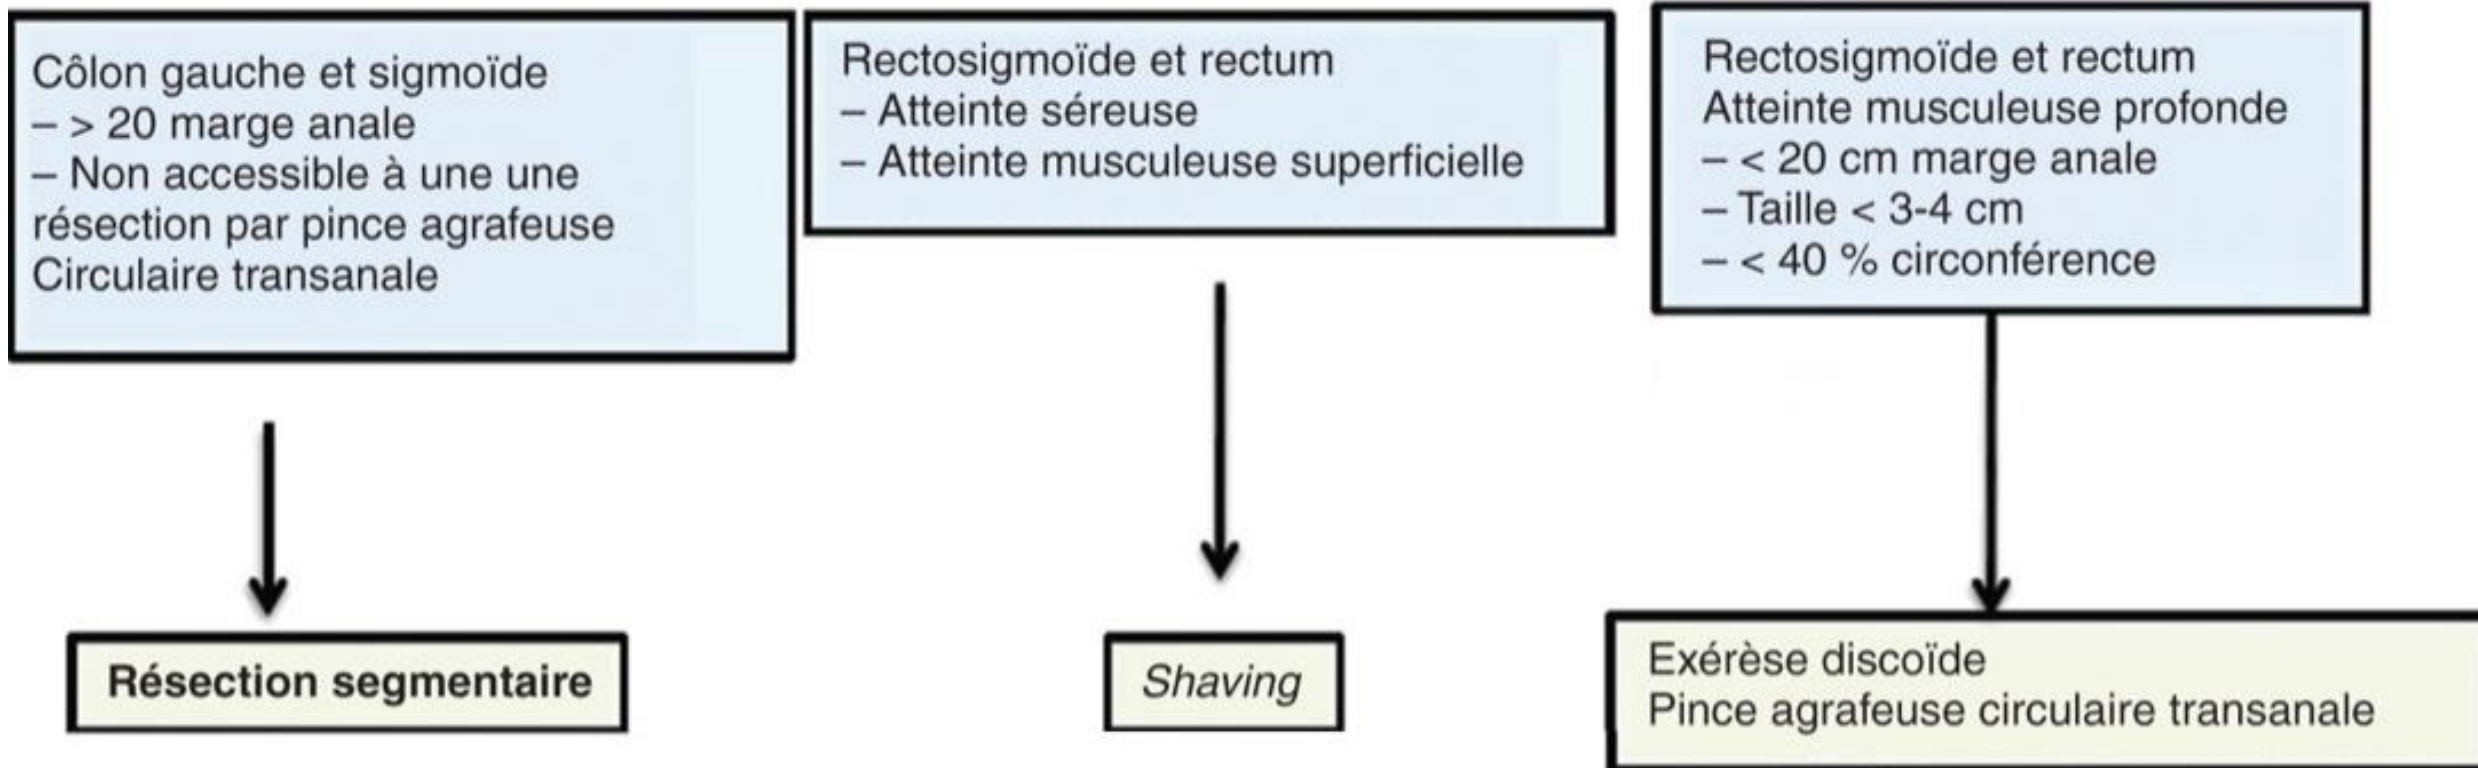 Côlon gauche et sigmoïde
– > 20 marge anale
– Non accessible à une une
résection par pince agrafeuse
Circulaire transanale
Rectosigmoïde et rectum
– Atteinte séreuse
– Atteinte musculeuse superficielle
Rectosigmoïde et rectum
Atteinte musculeuse profonde
– < 20 cm marge anale
– Taille < 3-4 cm
– < 40 % circonférence
Résection segmentaire
Shaving
Exérèse discoïde
Pince agrafeuse circulaire transanale